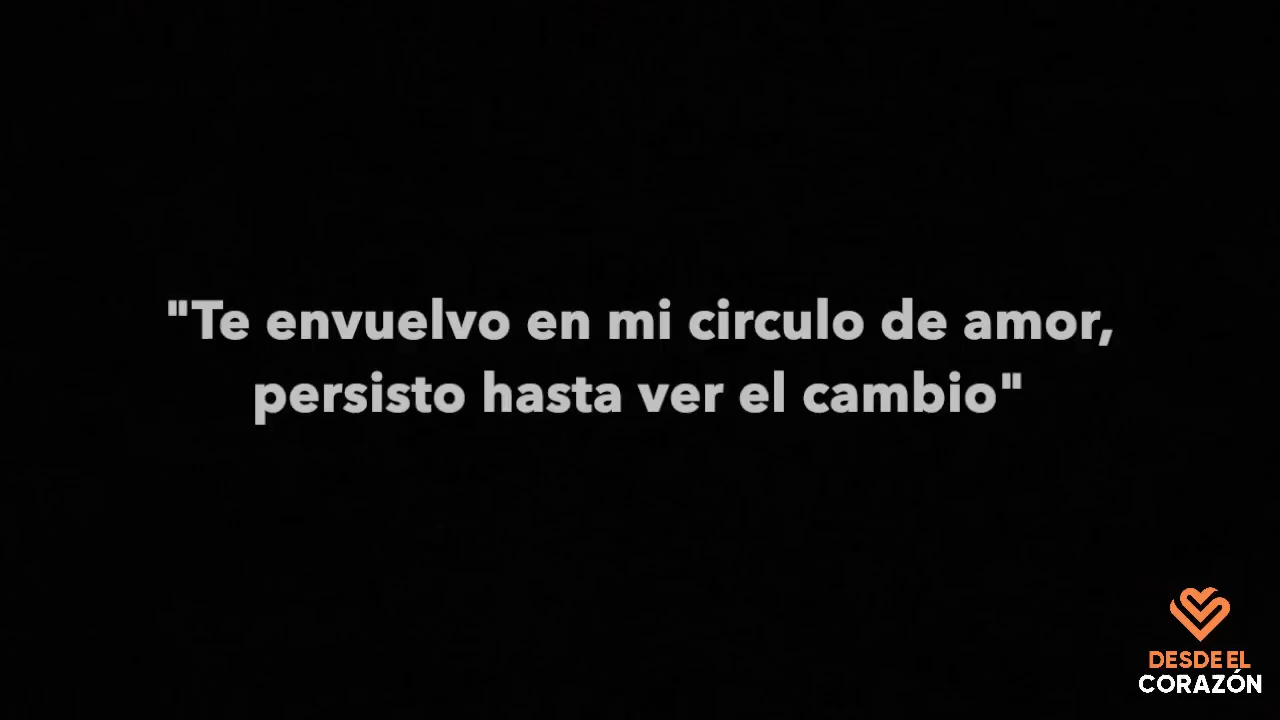 "Te envuelvo en mi circulo de amor,
persisto hasta ver el cambio"
DESDE EL
CORAZÓN